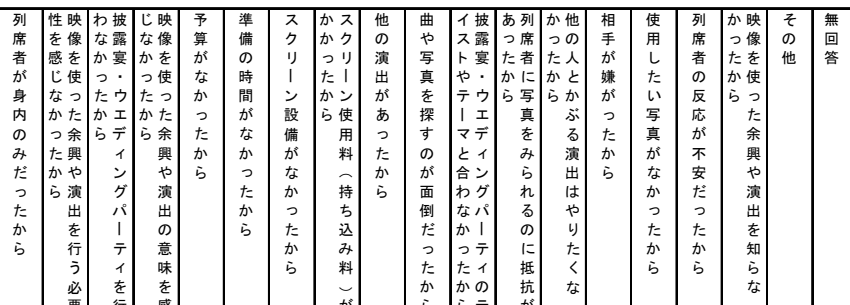 列席者が身内のみだったから
映像を使った余興や演出を行う必要
性を感じなかったから
披露宴・ウエディングパーティを行
わなかったから
映像を使った余興や演出の意味を感
じなかったから
予算がなかったから
準備の時間がなかったから
スクリーン設備がなかったから
スクリーン使用料（持ち込み料）が
かかったから
他の演出があったから
曲や写真を探すのが面倒だったから
披露宴・ウエディングパーティのテ
イストやテーマと合わなかったから
列席者に写真をみられるのに抵抗が
あったから
他の人とかぶる演出はやりたくな
かったから
相手が嫌がったから
使用したい写真がなかったから
列席者の反応が不安だったから
映像を使った余興や演出を知らな
かったから
その他
無回答